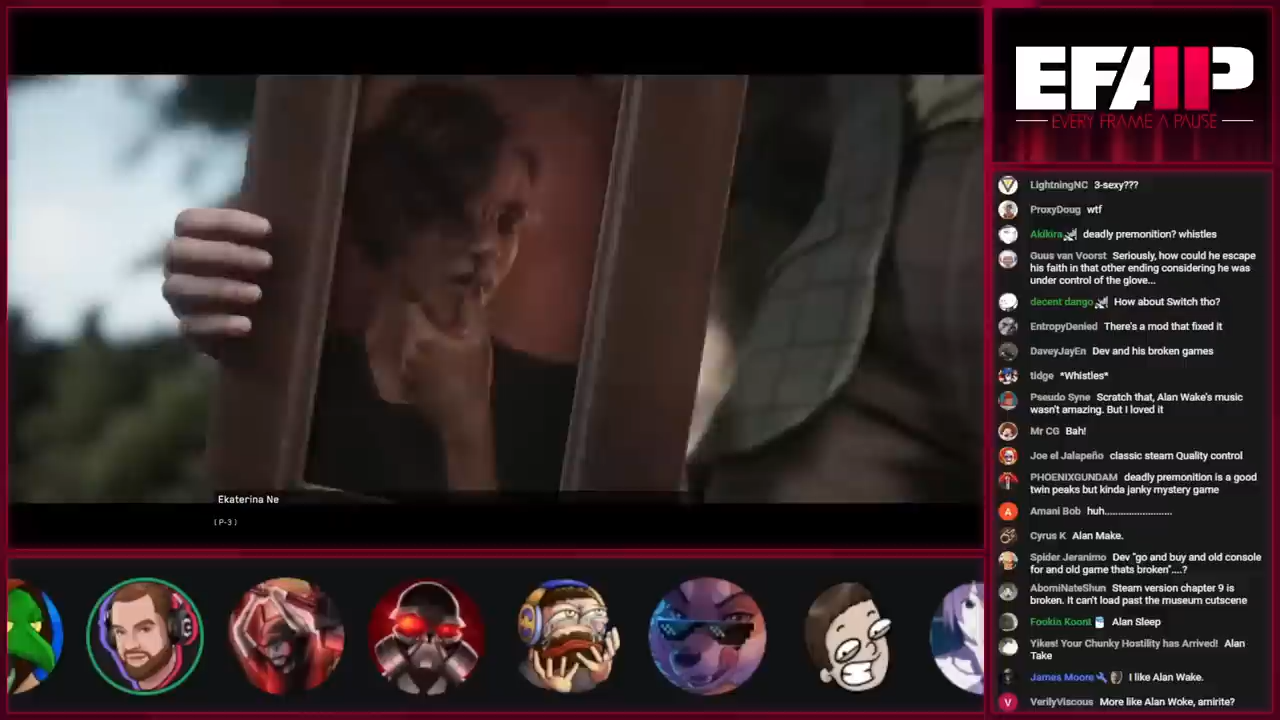 EFAP
EVERY FRAME A PAUSE
LightningNC 3-sexy???
ProxyDoug wtf
Akikira deadly premonition? whistles
Guus van Voorst Seriously, how could he escape
his faith in that other ending considering he was
under control of the glove...
decent dango How about Switch tho?
EntropyDenied There's a mod that fixed it
DaveyJayEn Dev and his broken games
tidge *Whistles*
Pseudo Syne Scratch that, Alan Wake's music
wasn't amazing. But I loved it
Mr CG Bah!
Joe el Jalapeño classic steam Quality control
PHOENIXGUNDAM deadly premonition is a good
twin peaks but kinda janky mystery game
A
Amani Bob huh..........................
Cyrus K Alan Make.
Spider Jeranimo Dev "go and buy and old console
for and old game thats broken"....?
AbomiNateShun Steam version chapter 9 is
broken. It can't load past the museum cutscene
Fookin Koont Alan Sleep
Yikes! Your Chunky Hostility has Arrived! Alan
Take
James Moore I like Alan Wake.
V
VerilyViscous More like Alan Woke, amirite?
Ekaterina Ne
( P-3 )